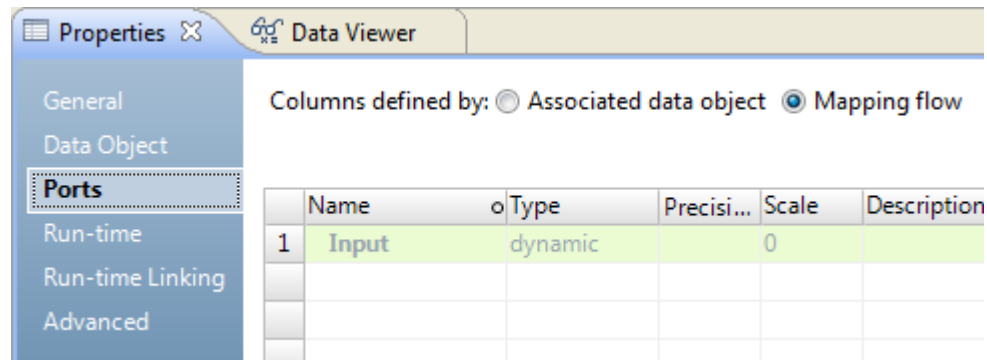 Properties Data Viewer
General
Data Object
Ports
Run-time
Run-time Linking
Advanced
Columns defined by: Associated data object Mapping flow
Name Type Precisi... Scale Description
1 Input dynamic 0